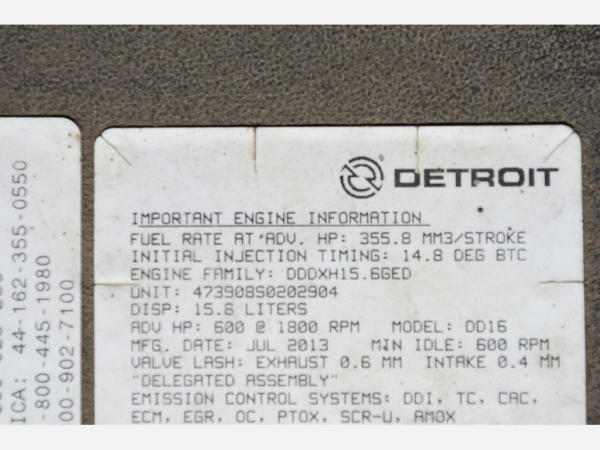 DETROIT
IMPORTANT ENGINE INFORMATION
FUEL RATE AT ADV. HP: 355.8 MM3/STROKE
INITIAL INJECTION TIMING: 14.8 DEG BTC
ENGINE FAMILY: DDDXH15.6GED
UNIT: 473908S0202904
DISP: 15.6 LITERS
ADV HP: 600 @ 1800 RPM MODEL: DD16
MFG. DATE: JUL 2013 MIN IDLE: 600 RPM
VALVE LASH: EXHAUST 0.6 MM INTAKE 0.4 MM
"DELEGATED ASSEMBLY"
EMISSION CONTROL SYSTEMS: DDI, TC, CAC,
ECM, EGR, OC, PTOX, SCR-U, AMOX
ICA: 44-162-355-0550
-800-445-1980
00-902-7100